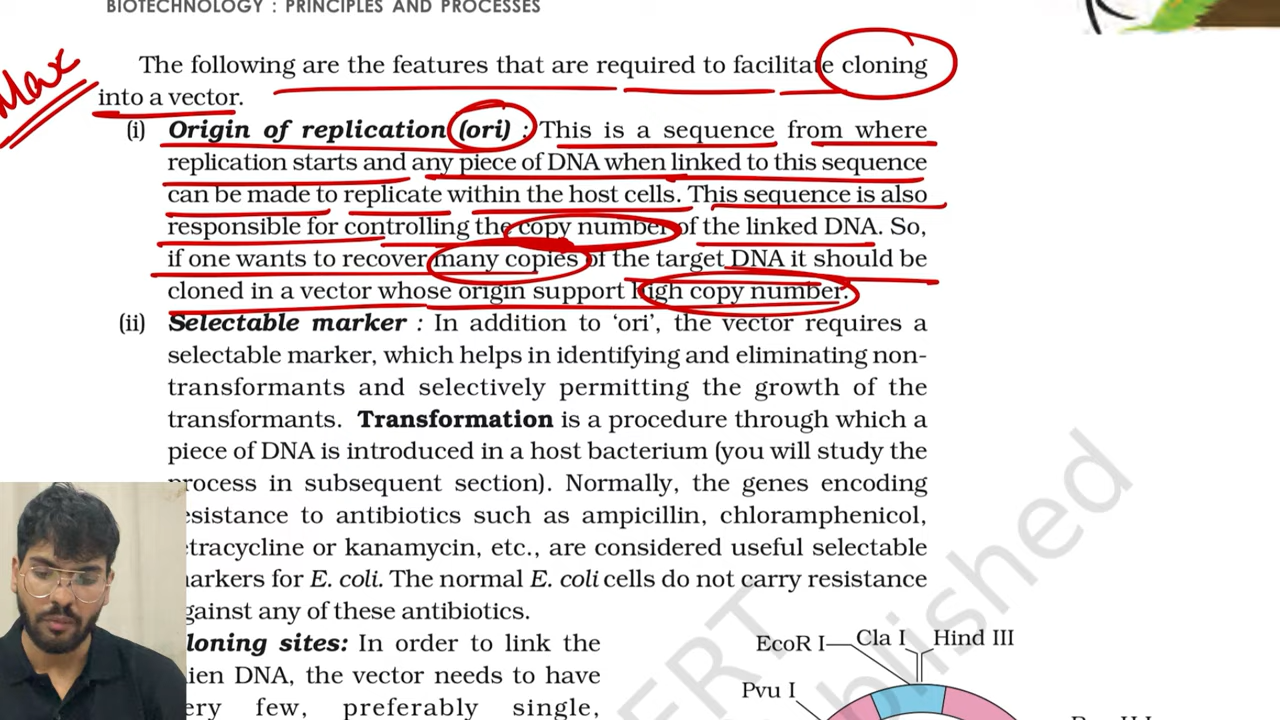 BIOTECHNOLOGY : PRINCIPLES AND PROCESSES
Max
The following are the features that are required to facilitate cloning
into a vector.
(i) Origin of replication (ori) : This is a sequence from where
replication starts and any piece of DNA when linked to this sequence
can be made to replicate within the host cells. This sequence is also
responsible for controlling the copy number of the linked DNA. So,
if one wants to recover many copies of the target DNA it should be
cloned in a vector whose origin support high copy number.
(ii) Selectable marker : In addition to ‘ori’, the vector requires a
selectable marker, which helps in identifying and eliminating non-
transformants and selectively permitting the growth of the
transformants. Transformation is a procedure through which a
piece of DNA is introduced in a host bacterium (you will study the
process in subsequent section). Normally, the genes encoding
esistance to antibiotics such as ampicillin, chloramphenicol,
etracycline or kanamycin, etc., are considered useful selectable
markers for E. coli. The normal E. coli cells do not carry resistance
gainst any of these antibiotics.
loning sites: In order to link the
lien DNA, the vector needs to have
ery few, preferably single,
EcoR I
Cla I
Hind III
Pvu I